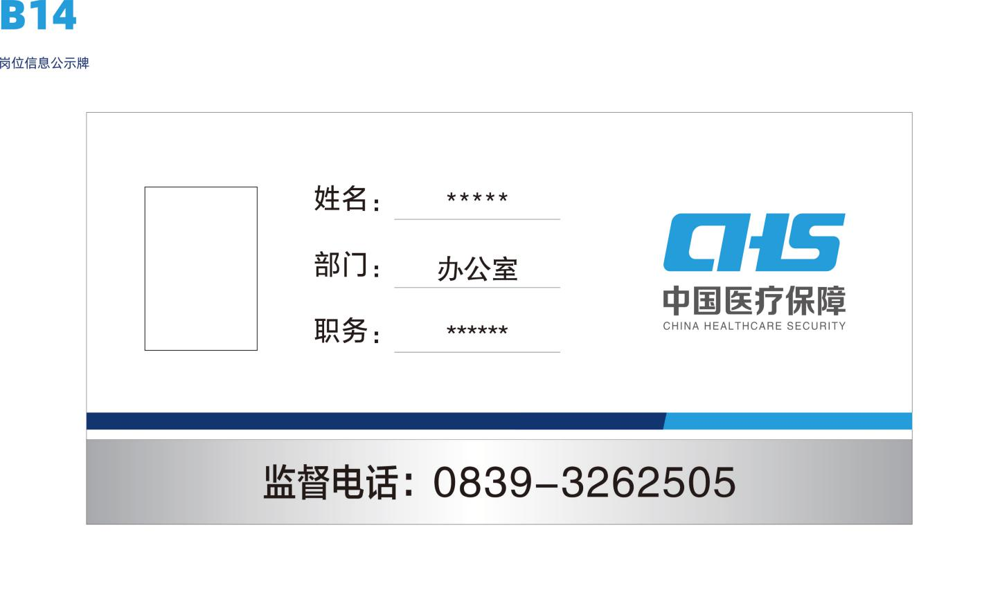 B14
岗位信息公示牌
姓名： *****
部门： 办公室
职务： ******
CHS
中国医疗保障
CHINA HEALTHCARE SECURITY
监督电话：0839-3262505